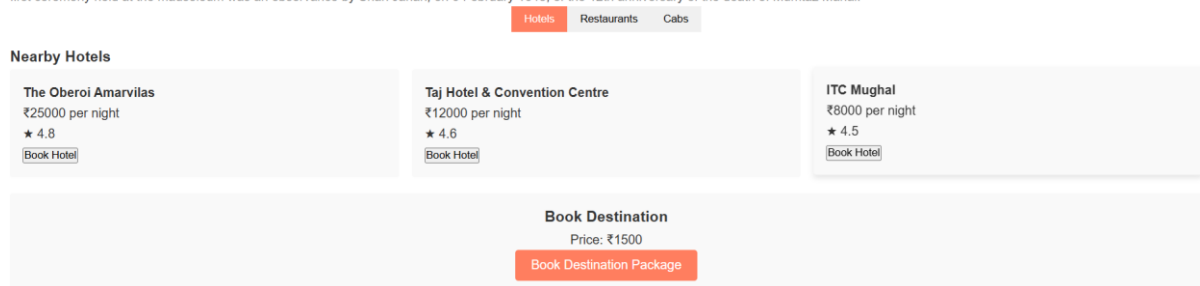 Hotels Restaurants Cabs
Nearby Hotels
The Oberoi Amarvilas
₹25000 per night
★ 4.8
Book Hotel
Taj Hotel & Convention Centre
₹12000 per night
★ 4.6
Book Hotel
ITC Mughal
₹8000 per night
★ 4.5
Book Hotel
Book Destination
Price: ₹1500
Book Destination Package